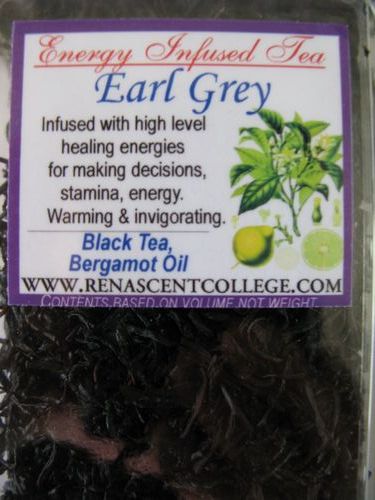 Energy Infused Tea
Earl Grey
Infused with high level
healing energies
for making decisions,
stamina, energy.
Warming & invigorating.
Black Tea,
Bergamot Oil
WWW.RENASCENTCOLLEGE.COM
CONTENTS BASED ON VOLUME NOT WEIGHT